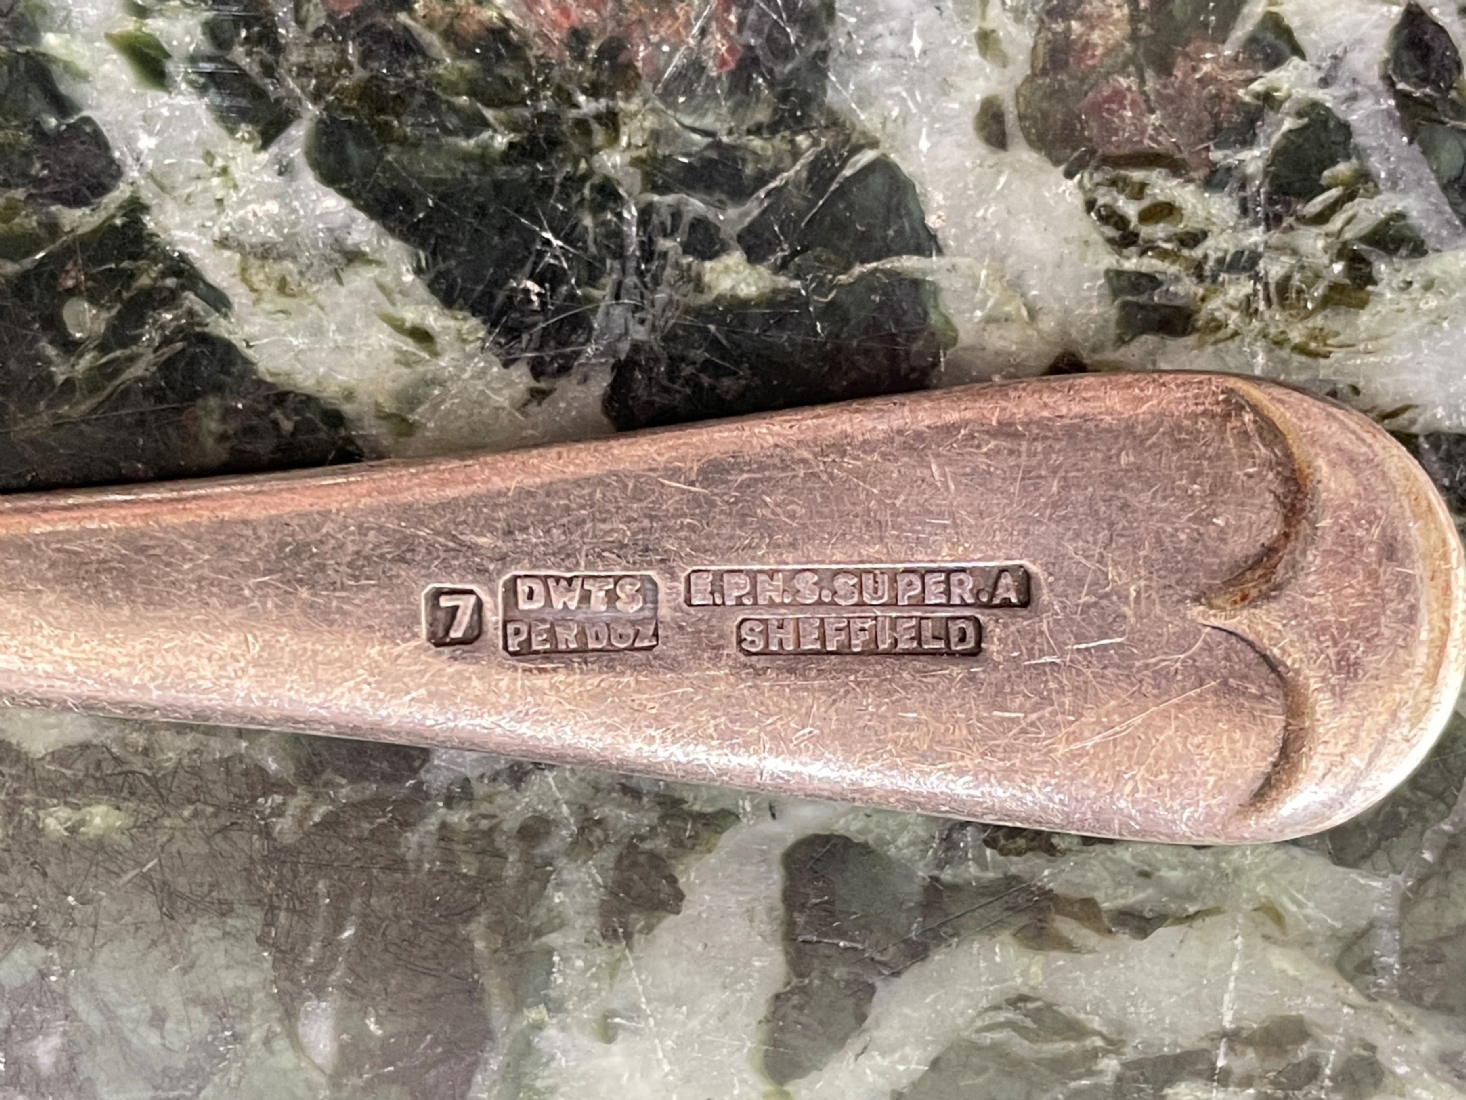 7
DWTS
PER DOZ
E.P.N.S.SUPER.A
SHEFFIELD